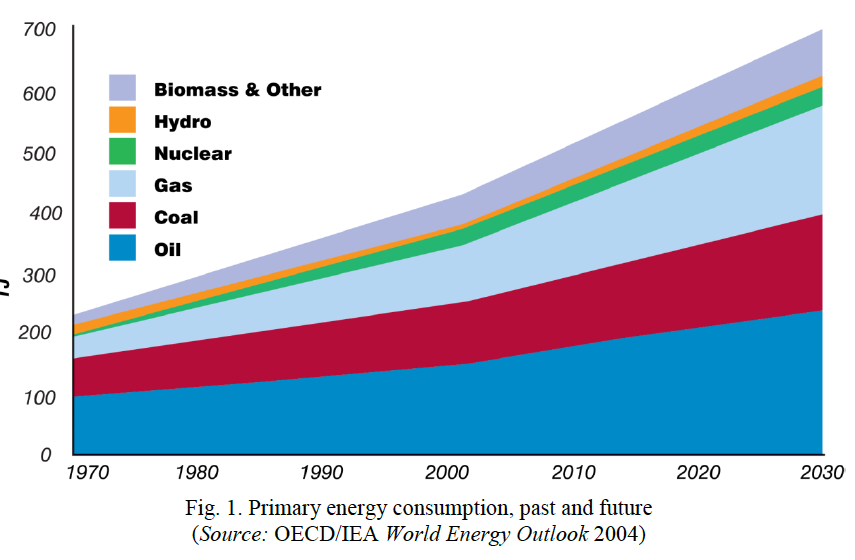 700
600
500
400
300
200
100
0
Biomass & Other
Hydro
Nuclear
Gas
Coal
Oil
1970 1980 1990 2000 2010 2020 2030
Fig. 1. Primary energy consumption, past and future
(Source: OECD/IEA World Energy Outlook 2004)